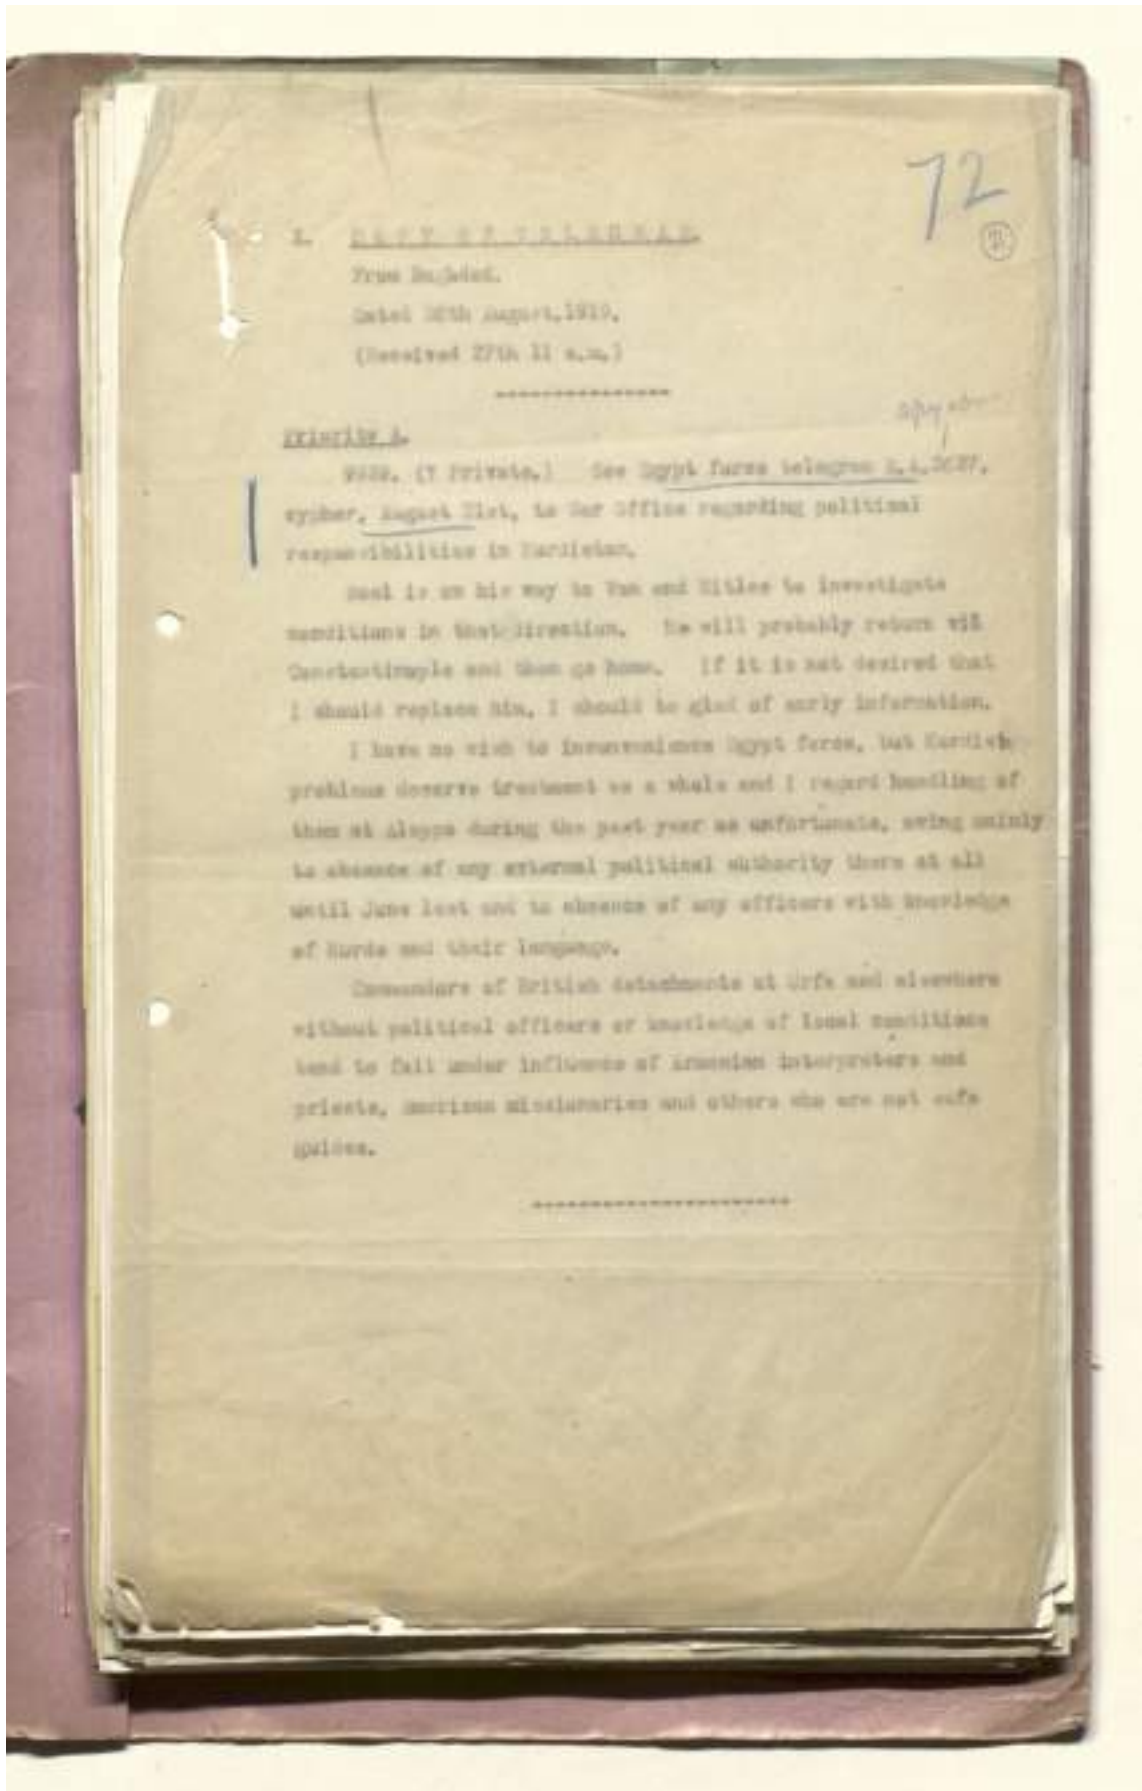 72
COPY OF TELEGRAM.
From Baghdad.
Dated August, 1919.
(Received 27th 11 a.m.)
Priority A.
(? Private.) See Egypt force telegram
cypher, August 21st, to War Office regarding political
responsibilities in Kurdistan.
Noel is on his way to Van and Bitlis to investigate
conditions in that direction. He will probably return via
Constantinople and then go home. If it is not desired that
I should replace him, I should be glad of early information.
I have no wish to inconvenience Egypt force, but Kurdish
problems deserve treatment as a whole and I regard handling of
them at Aleppo during the past year as unfortunate, owing mainly
to absence of any external political authority there at all
until June last and to absence of any officers with knowledge
of Kurds and their language.
Commanders of British detachments at Urfa and elsewhere
without political officers or knowledge of local conditions
tend to fall under influence of Armenian interpreters and
priests, American missionaries and others who are not safe
guides.